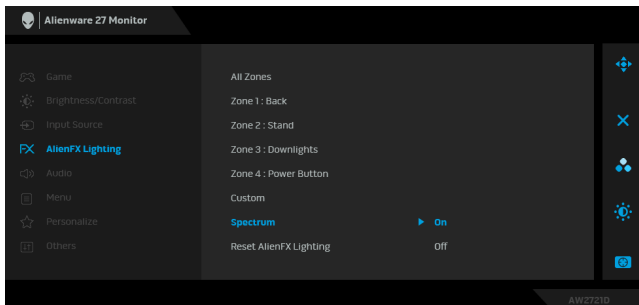 Alienware 27 Monitor
Game
Brightness/Contrast
Input Source
FX AlienFX Lighting
Audio
Menu
Personalize
Others
All Zones
Zone 1 : Back
Zone 2 : Stand
Zone 3 : Downlights
Zone 4 : Power Button
Custom
Spectrum On
Reset AlienFX Lighting Off
AW2721D